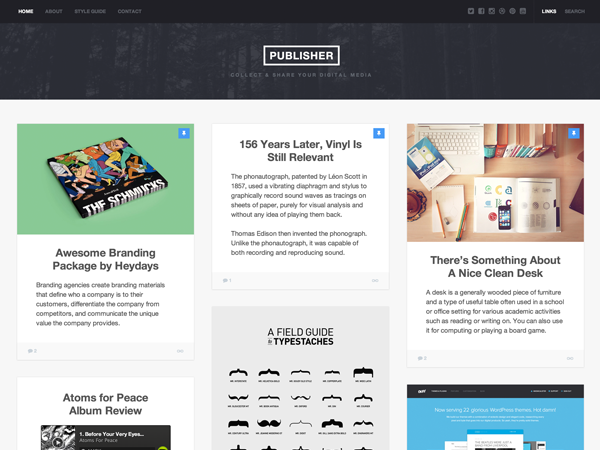 HOME ABOUT STYLE GUIDE CONTACT
LINKS SEARCH
PUBLISHER
COLLECT & SHARE YOUR DIGITAL MEDIA
THE SCHMUCKS
Awesome Branding
Package by Heydays
Branding agencies create branding materials
that define who a company is to their
customers, differentiate the company from
competitors, and communicate the unique
value the company provides.
2
Atoms for Peace
Album Review
1. Before Your Very Eyes...
Atoms For Peace
156 Years Later, Vinyl Is
Still Relevant
The phonautograph, patented by Léon Scott in
1857, used a vibrating diaphragm and stylus to
graphically record sound waves as tracings on
sheets of paper, purely for visual analysis and
without any idea of playing them back.
Thomas Edison then invented the phonograph.
Unlike the phonautograph, it was capable of
both recording and reproducing sound.
1
A FIELD GUIDE
to TYPESTACHES
There's Something About
A Nice Clean Desk
A desk is a generally wooded piece of furniture
and a type of useful table often used in a school
or office setting for various academic activities
such as reading or writing on. You can also use
it for computing or playing a board game.
2
Now serving 22 glorious WordPress themes. Hot damn!